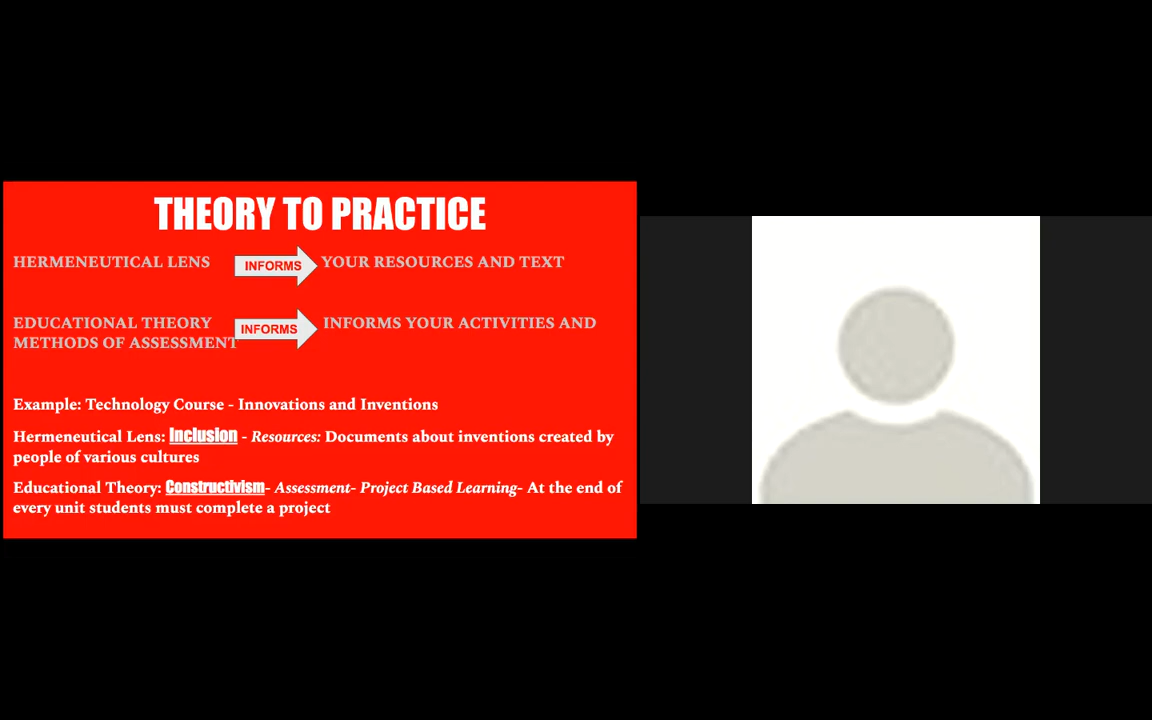 THEORY TO PRACTICE
HERMENEUTICAL LENS INFORMS YOUR RESOURCES AND TEXT
EDUCATIONAL THEORY INFORMS INFORMS YOUR ACTIVITIES AND
METHODS OF ASSESSMENT
Example: Technology Course - Innovations and Inventions
Hermeneutical Lens: Inclusion - Resources: Documents about inventions created by
people of various cultures
Educational Theory: Constructivism- Assessment- Project Based Learning- At the end of
every unit students must complete a project